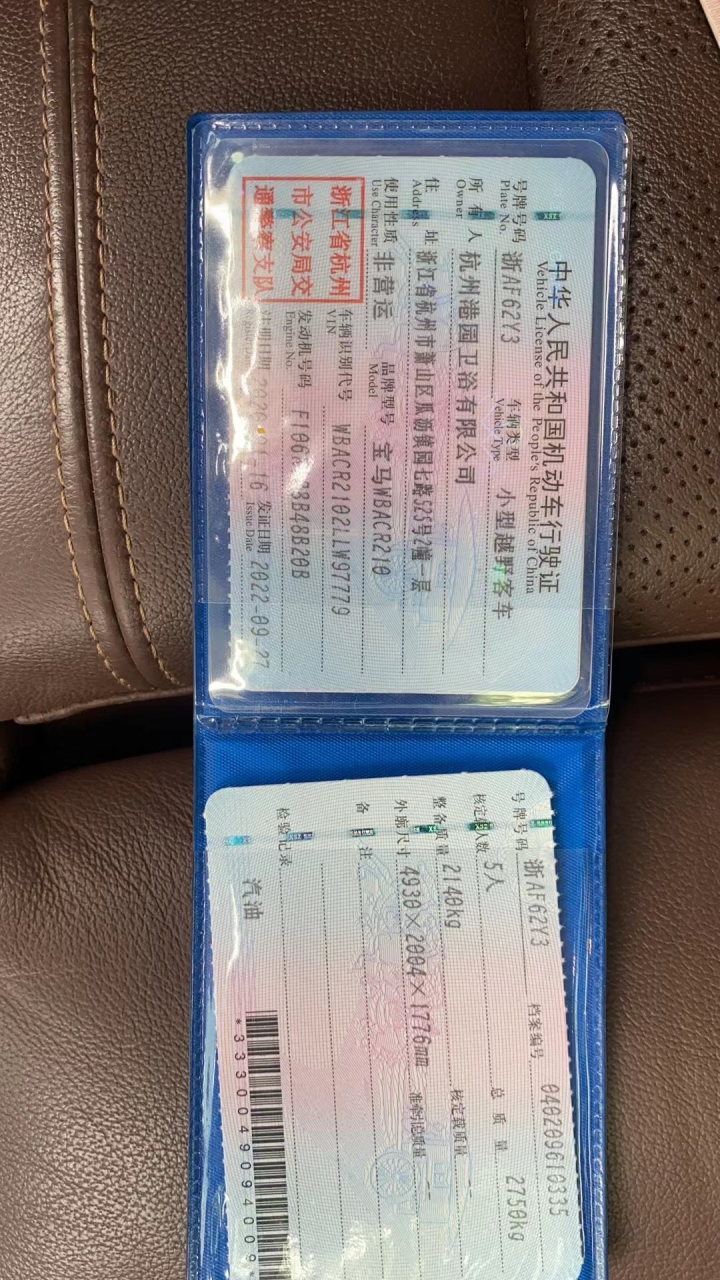 中华人民共和国机动车行驶证
Vehicle License of the People's Republic of China
号牌号码 浙AF62Y3 车辆类型 小型越野客车
Plate No. Vehicle Type
所有人 杭州港园卫浴有限公司
Owner
住址 浙江省杭州市萧山区瓜沥镇园七路525号2幢一层
Address
使用性质 非营运 品牌型号 宝马WBACR210
Use Character Model
浙江省杭州
市公安局交
通警察支队
车辆识别代号 WBACR2102LLW97779
VIN
发动机号码
Engine No.
注册日期 发证日期 2022-09-27
Issue Date
号牌号码 浙AF62Y3 档案编号 040209610335
核定载人数 5人 总质量 2750kg
整备质量 2140kg 核定载质量
外廓尺寸 4930×2004×1776mm 准牵引总质量
备注
检验记录
汽油
*3330049094009